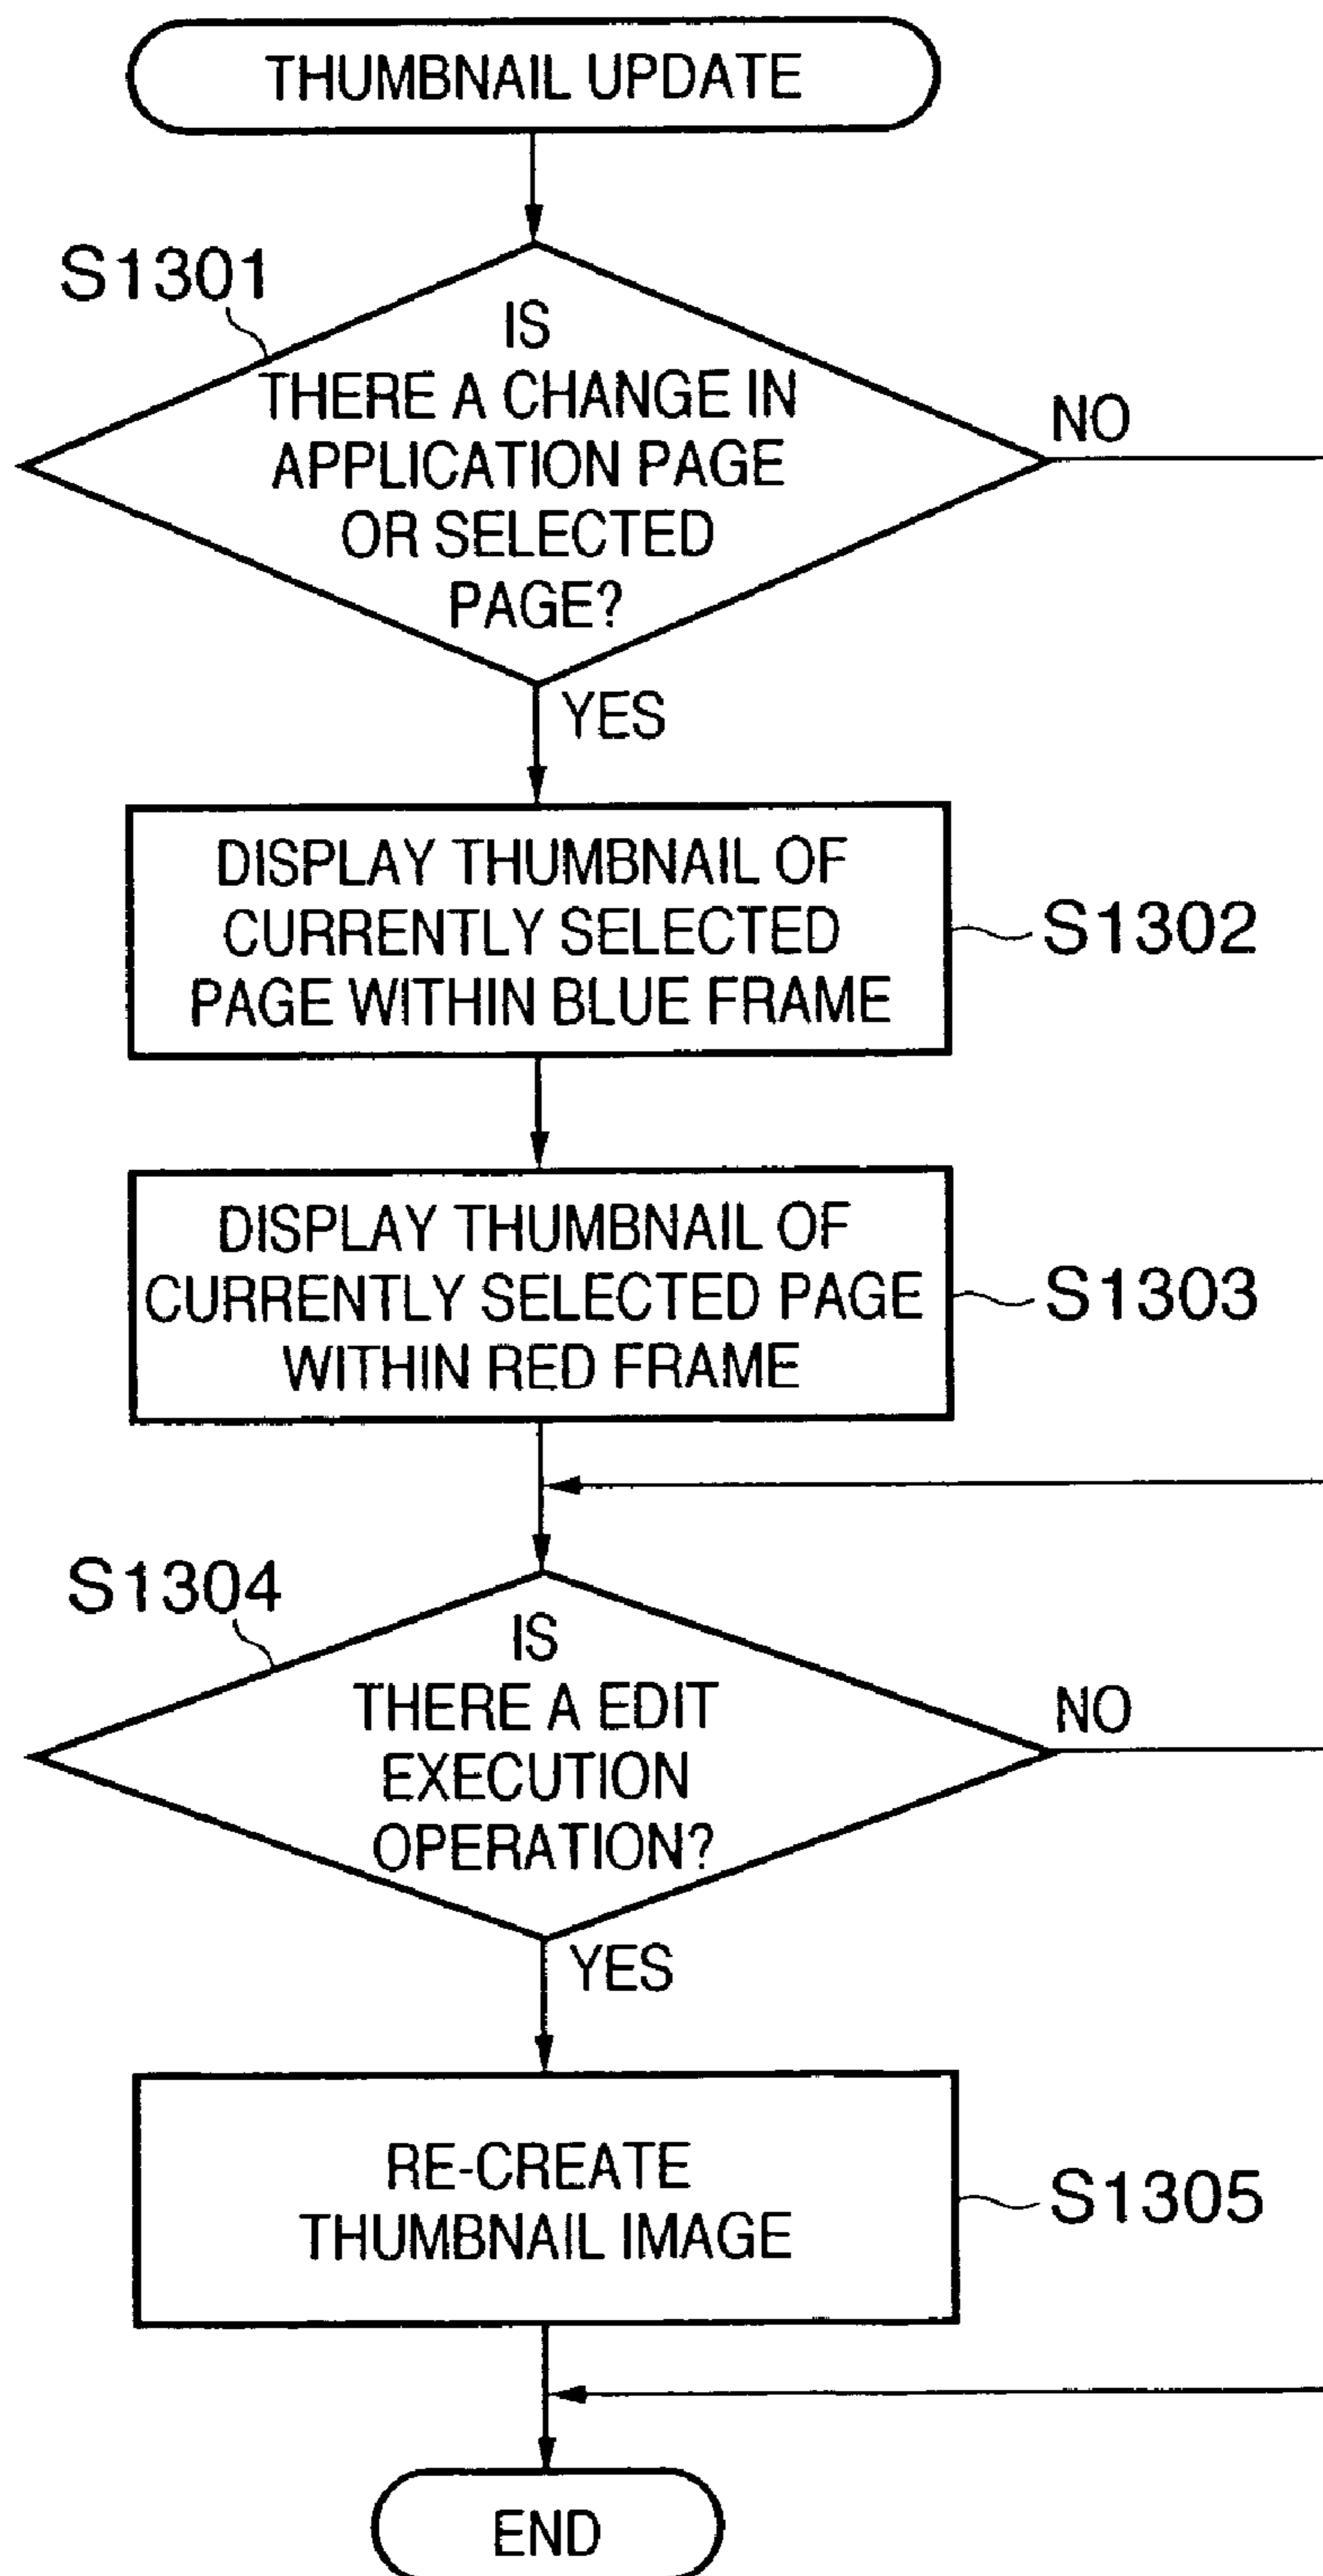 THUMBNAIL UPDATE
S1301
IS
THERE A CHANGE IN
APPLICATION PAGE
OR SELECTED
PAGE?
NO
YES
DISPLAY THUMBNAIL OF
CURRENTLY SELECTED
PAGE WITHIN BLUE FRAME
S1302
DISPLAY THUMBNAIL OF
CURRENTLY SELECTED PAGE
WITHIN RED FRAME
S1303
S1304
IS
THERE A EDIT
EXECUTION
OPERATION?
NO
YES
RE-CREATE
THUMBNAIL IMAGE
S1305
END